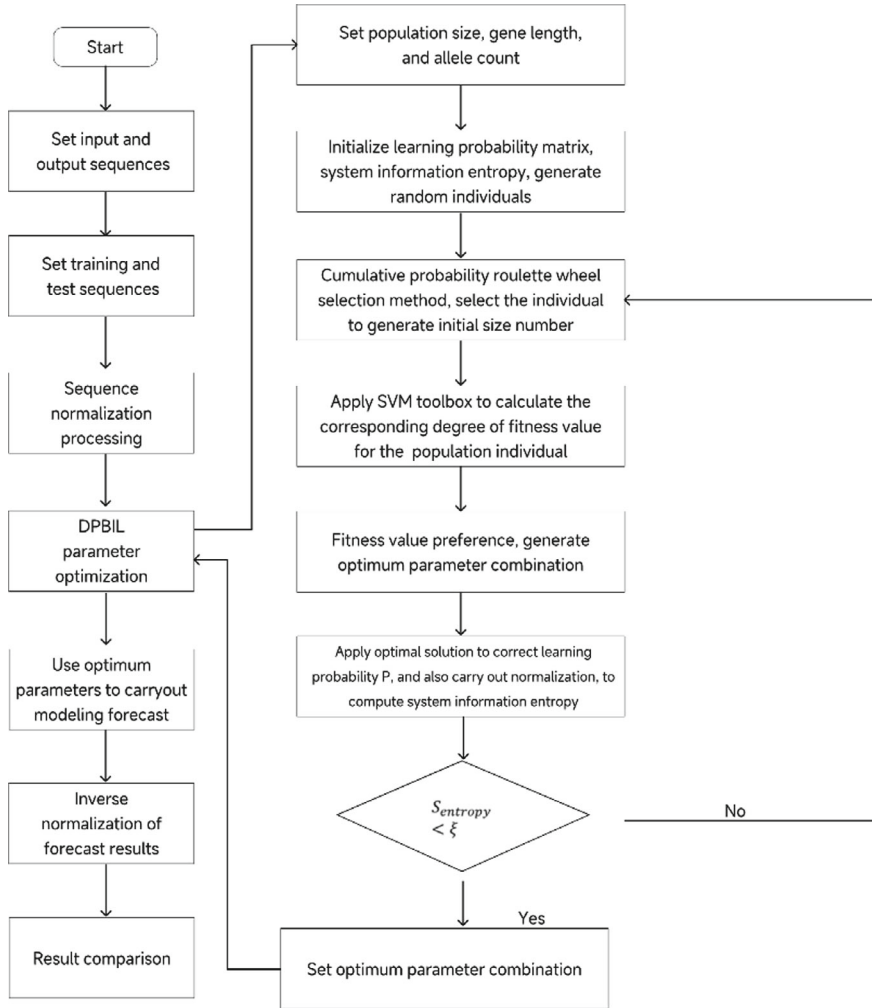 Start
Set input and
output sequences
Set training and
test sequences
Sequence
normalization
processing
DPBIL
parameter
optimization
Use optimum
parameters to carryout
modeling forecast
Inverse
normalization of
forecast results
Result comparison
Set population size, gene length,
and allele count
Initialize learning probability matrix,
system information entropy, generate
random individuals
Cumulative probability roulette wheel
selection method, select the individual
to generate initial size number
Apply SVM toolbox to calculate the
corresponding degree of fitness value
for the population individual
Fitness value preference, generate
optimum parameter combination
Apply optimal solution to correct learning
probability P, and also carry out normalization, to
compute system information entropy
S_entropy
< ξ
No
Yes
Set optimum parameter combination